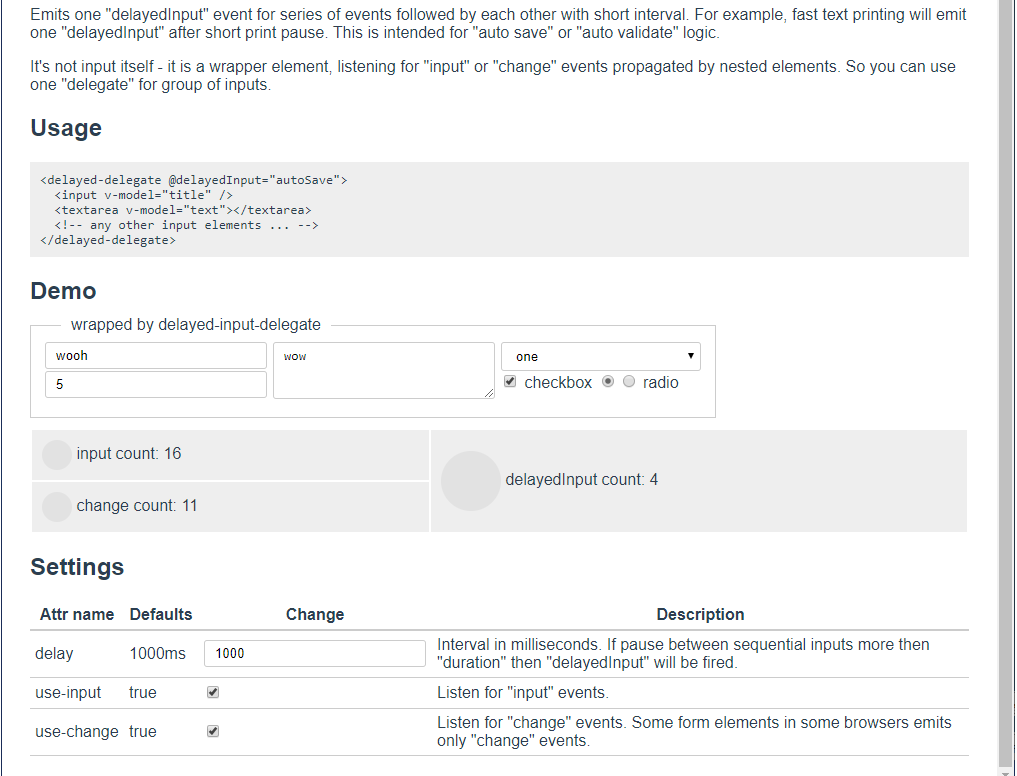 Emits one "delayedInput" event for series of events followed by each other with short interval. For example, fast text printing will emit
one "delayedInput" after short print pause. This is intended for "auto save" or "auto validate" logic.
It's not input itself - it is a wrapper element, listening for "input" or "change" events propagated by nested elements. So you can use
one "delegate" for group of inputs.
Usage
<delayed-delegate @delayedInput="autoSave">
  <input v-model="title" />
  <textarea v-model="text"></textarea>
  <!-- any other input elements ... -->
</delayed-delegate>
Demo
wrapped by delayed-input-delegate
wooh
wow
one
5
checkbox radio
input count: 16
change count: 11
delayedInput count: 4
Settings
Attr name Defaults Change Description
delay 1000ms 1000 Interval in milliseconds. If pause between sequential inputs more then
"duration" then "delayedInput" will be fired.
use-input true Listen for "input" events.
use-change true Listen for "change" events. Some form elements in some browsers emits
only "change" events.